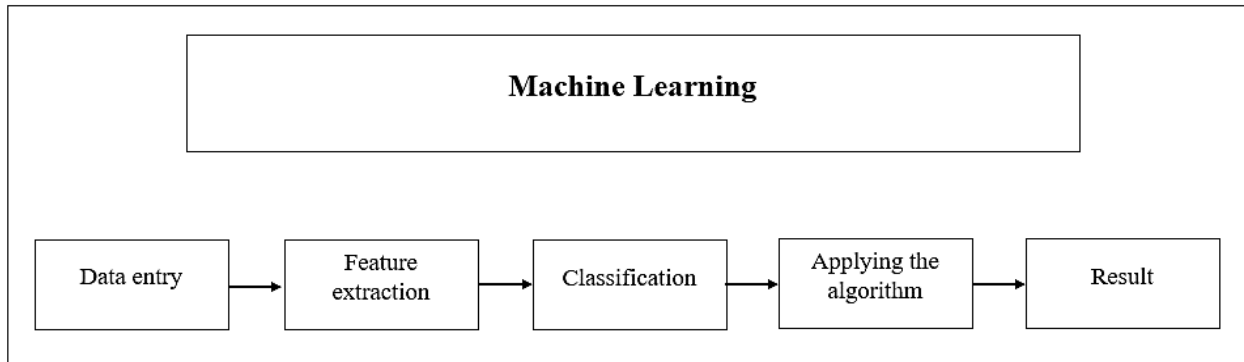 Machine Learning
Data entry
Feature
extraction
Classification
Applying the
algorithm
Result